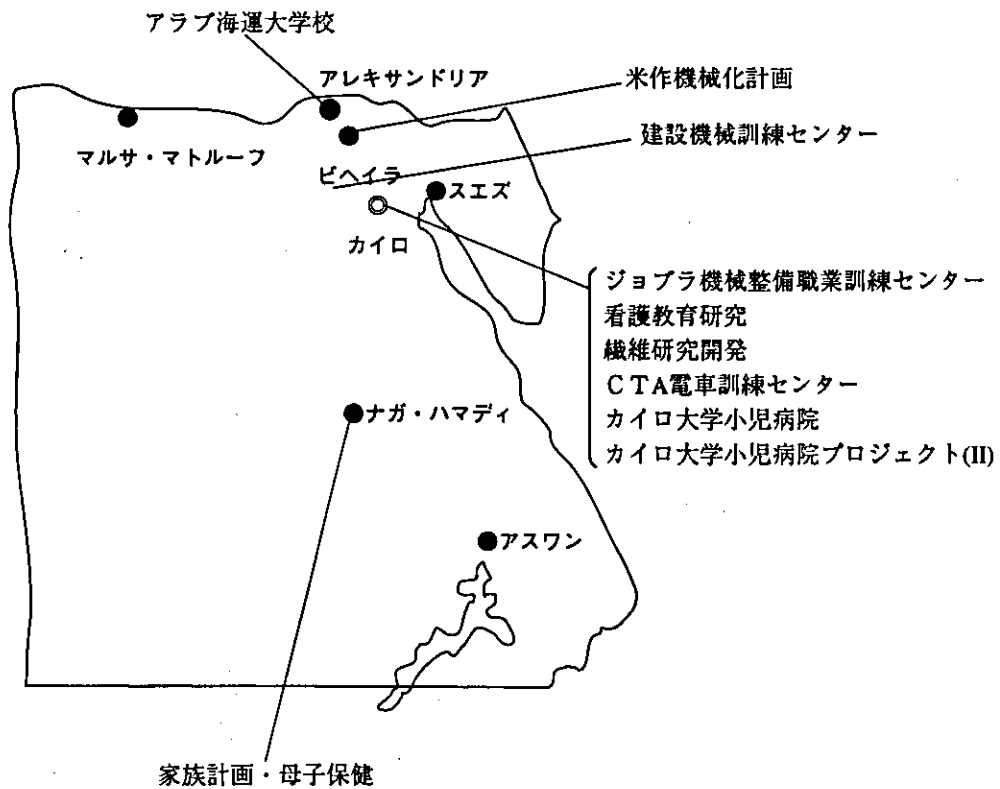 アラブ海運大学校
アレキサンドリア
米作機械化計画
建設機械訓練センター
マルサ・マトルーフ
ビヘイラ
スエズ
カイロ
ジョブラ機械整備職業訓練センター
看護教育研究
繊維研究開発
CTA電車訓練センター
カイロ大学小児病院
カイロ大学小児病院プロジェクト(II)
ナガ・ハマディ
アスワン
家族計画・母子保健